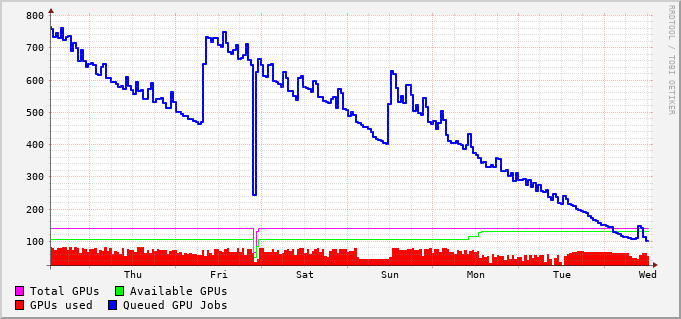 800
700
600
500
400
300
200
100
Thu Fri Sat Sun Mon Tue Wed
Total GPUs Available GPUs
GPUs used Queued GPU Jobs
RRDTOOL / TOBI OETIKER